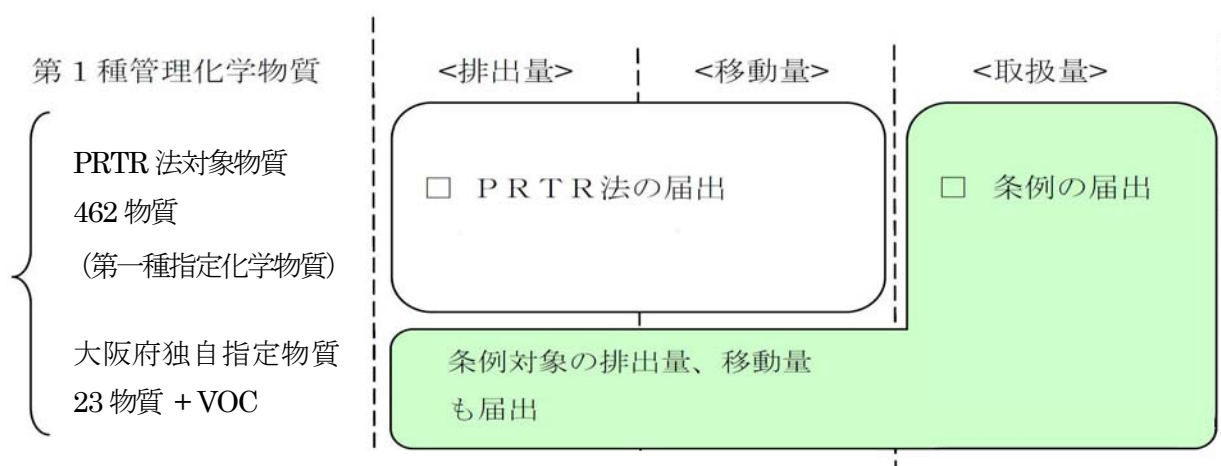 第1種管理化学物質
<排出量>
<移動量>
<取扱量>
PRTR 法対象物質
462 物質
(第一種指定化学物質)
□ PRTR法の届出
□ 条例の届出
大阪府独自指定物質
23 物質 +VOC
条例対象の排出量、移動量
も届出